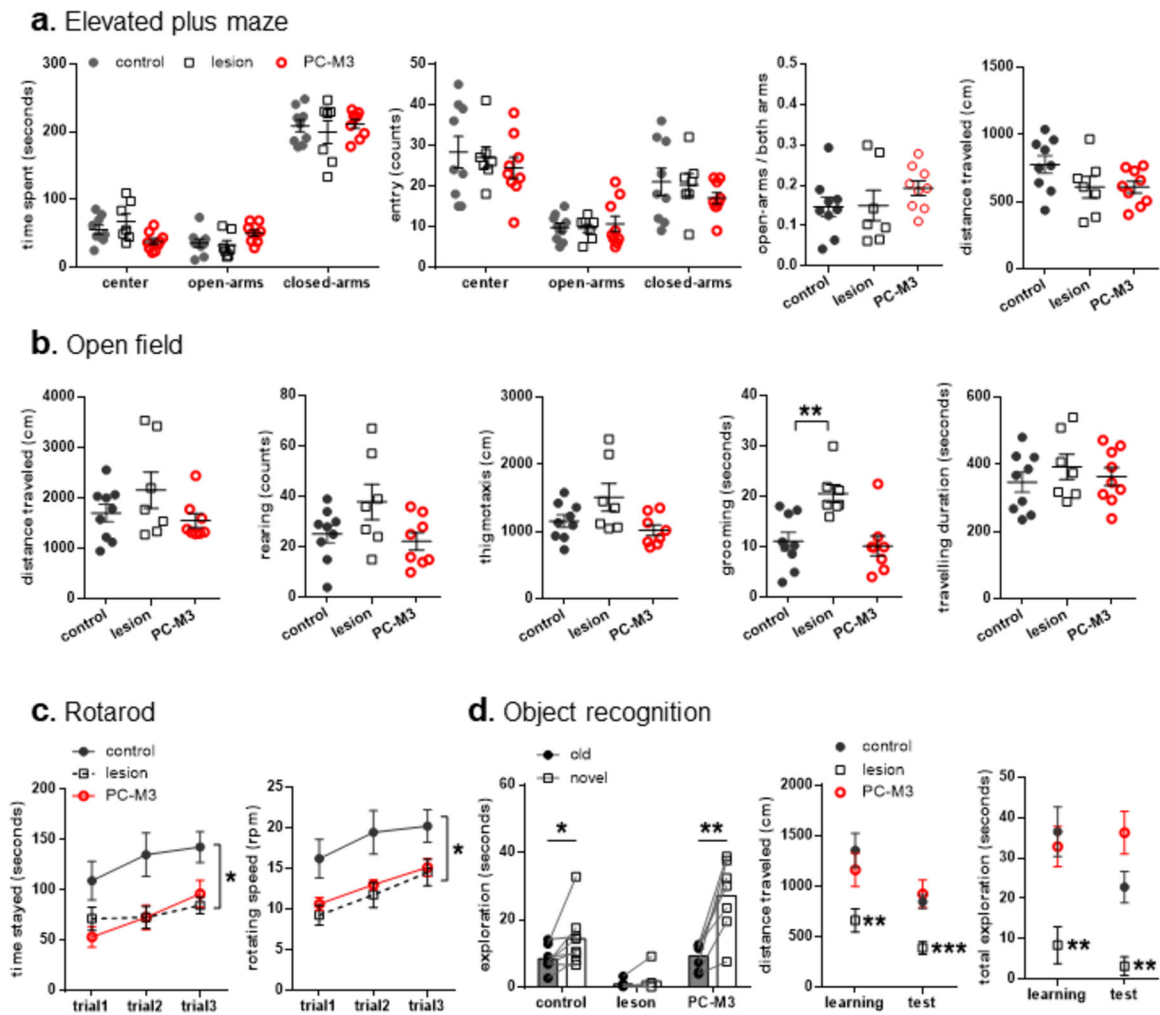 a. Elevated plus maze
control lesion PC-M3
time spent (seconds)
300
200
100
0
center open-arms closed-arms
entry (counts)
50
40
30
20
10
0
center open-arms closed-arms
open-arms / both arms
0.5
0.4
0.3
0.2
0.1
0.0
control lesion PC-M3
distance traveled (cm)
1500
1000
500
0
control lesion PC-M3
b. Open field
distance traveled (cm)
4000
3000
2000
1000
0
control lesion PC-M3
rearing (counts)
80
60
40
20
0
control lesion PC-M3
thigmotaxis (cm)
3000
2000
1000
0
control lesion PC-M3
grooming (seconds)
40
30
20
10
0
**
control lesion PC-M3
travelling duration (seconds)
600
400
200
0
control lesion PC-M3
c. Rotarod
control
lesion
PC-M3
time stayed (seconds)
200
150
100
50
0
*
trial1 trial2 trial3
rotating speed (rpm)
25
20
15
10
5
0
*
trial1 trial2 trial3
d. Object recognition
old
novel
exploration (seconds)
60
40
20
0
*
**
control leson PC-M3
control
lesion
PC-M3
distance traveled (cm)
2000
1500
1000
500
0
**
***
learning test
total exploration (seconds)
50
40
30
20
10
0
**
**
learning test